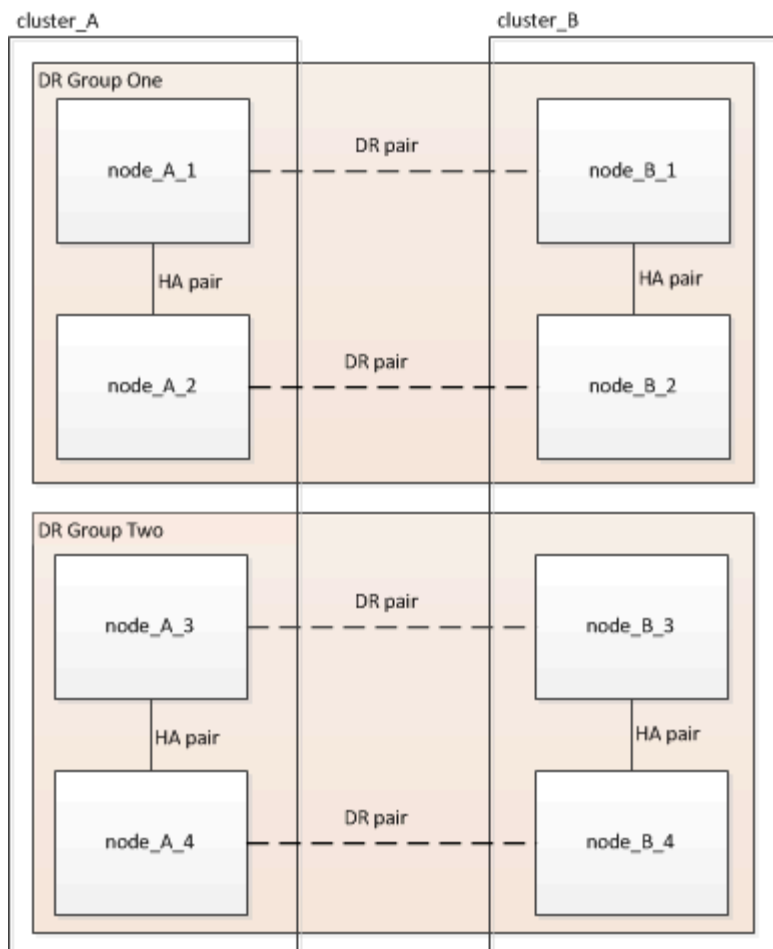 cluster_A
cluster_B
DR Group One
node_A_1
DR pair
node_B_1
HA pair
HA pair
node_A_2
DR pair
node_B_2
DR Group Two
node_A_3
DR pair
node_B_3
HA pair
HA pair
node_A_4
DR pair
node_B_4